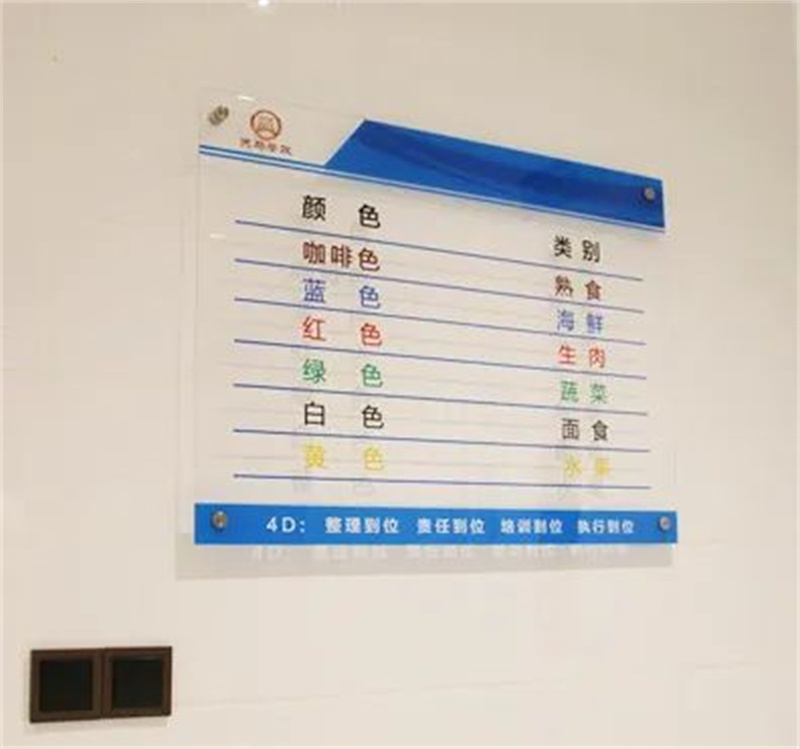 颜 色 类 别
咖啡色 熟 食
蓝 色 海 鲜
红 色 生 肉
绿 色 蔬 菜
白 色 面 食
黄 色 水 果
4D： 整理到位 责任到位 培训到位 执行到位